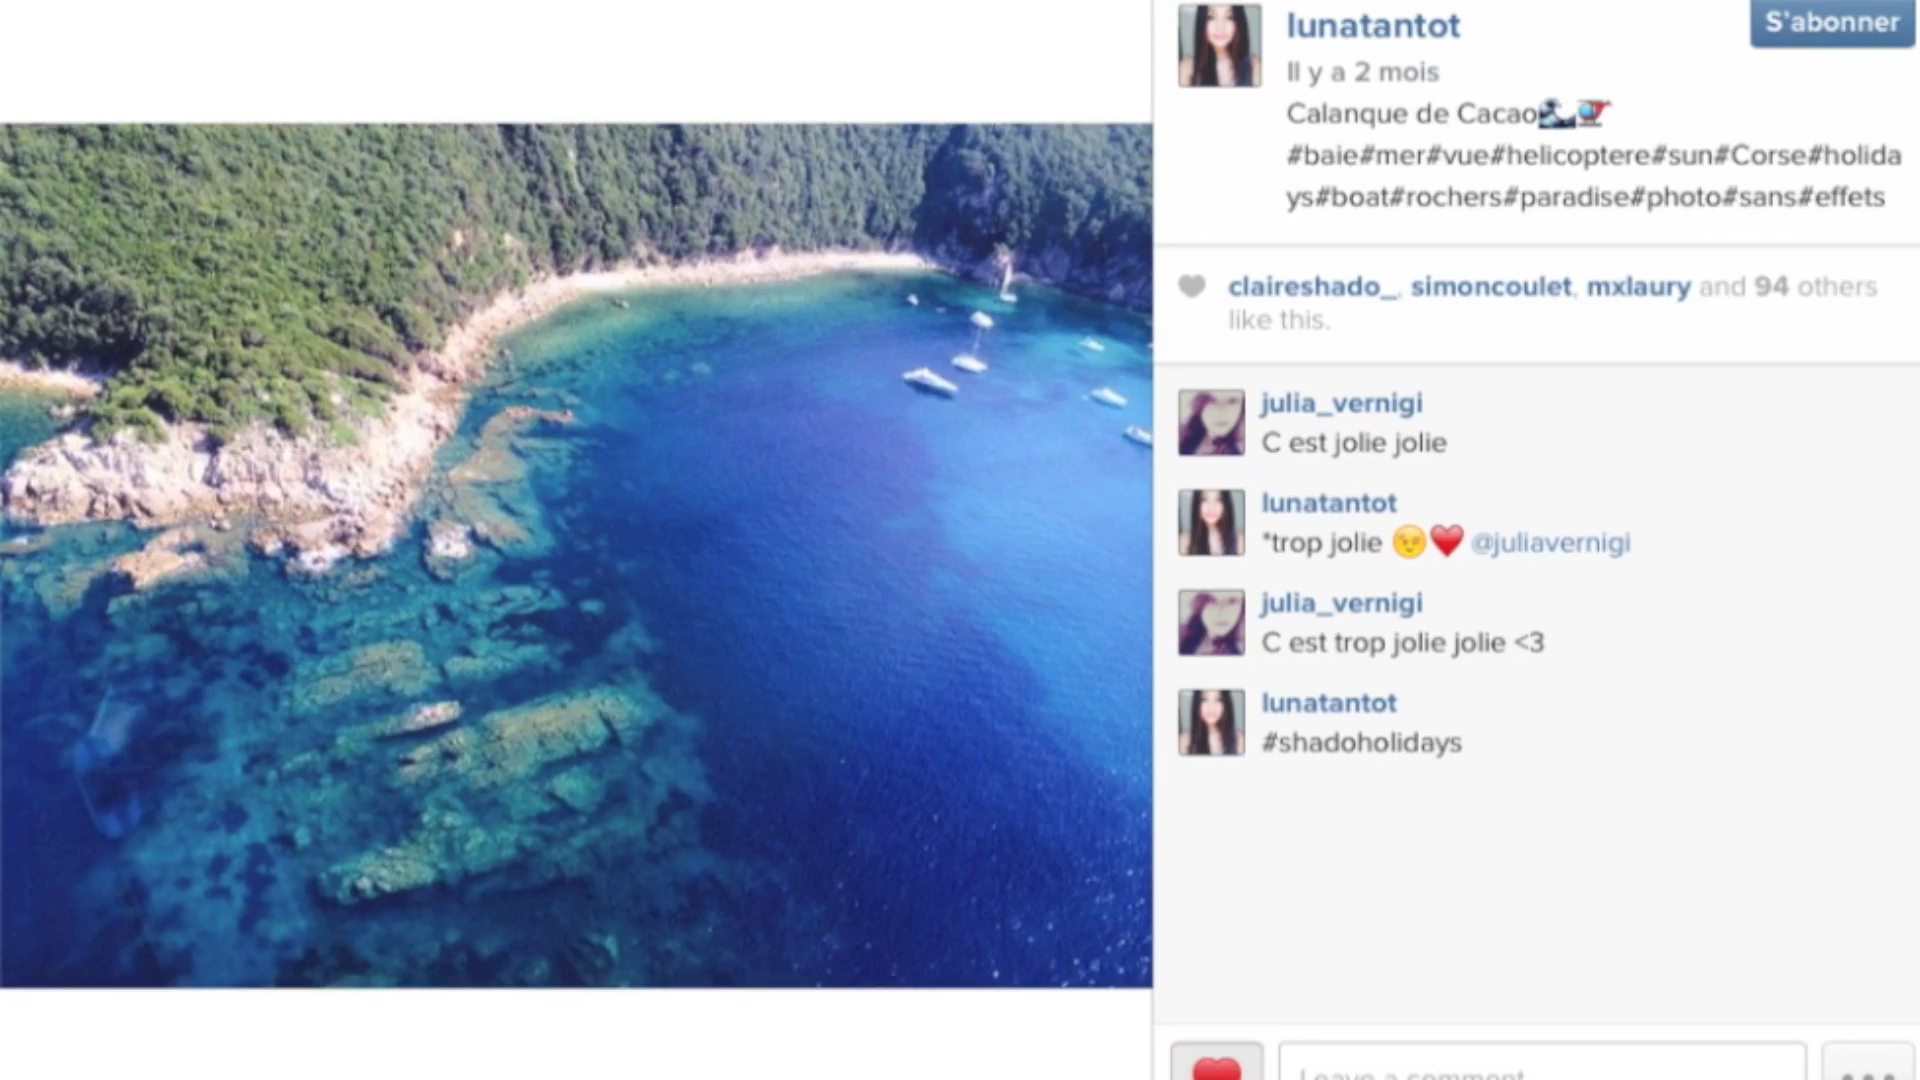 lunatantot
S'abonner
Il y a 2 mois
Calanque de Cacao🌊🚁
#baie#mer#vue#helicoptere#sun#Corse#holida
ys#boat#rochers#paradise#photo#sans#effets
claireshado_, simoncoulet, mxlaury and 94 others
like this.
julia_vernigi
C est jolie jolie
lunatantot
*trop jolie 😉❤️ @juliavernigi
julia_vernigi
C est trop jolie jolie <3
lunatantot
#shadoholidays
Leave a comment...